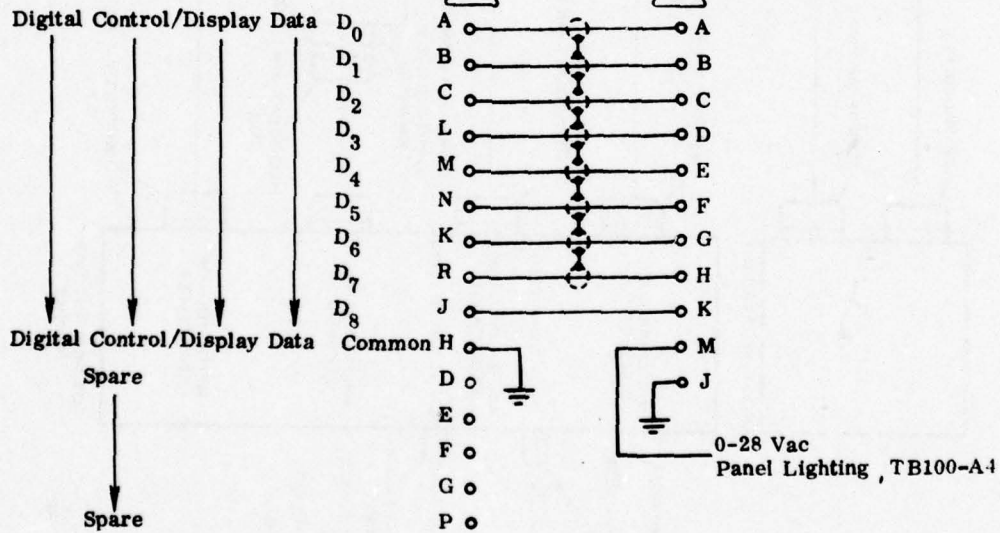 Digital Control/Display Data D0 A A
D1 B B
D2 C C
D3 L D
D4 M E
D5 N F
D6 K G
D7 R H
D8 J K
Digital Control/Display Data Common H M
Spare D J
E
F
0-28 Vac
Panel Lighting, TB100-A4
G
Spare P